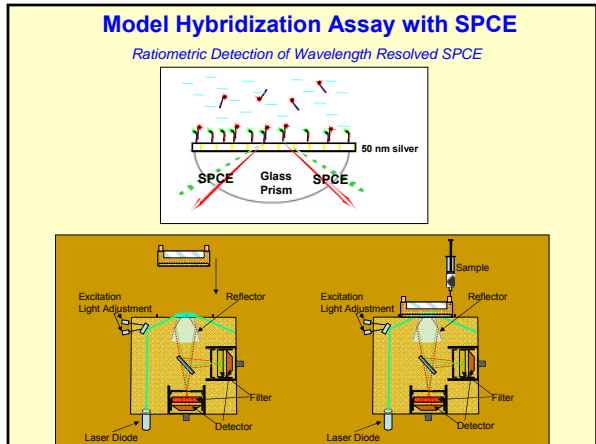 Model Hybridization Assay with SPCE
Ratiometric Detection of Wavelength Resolved SPCE
50 nm silver
SPCE
Glass
Prism
SPCE
Excitation
Light Adjustment
Reflector
Filter
Detector
Laser Diode
Sample
Excitation
Light Adjustment
Reflector
Filter
Detector
Laser Diode